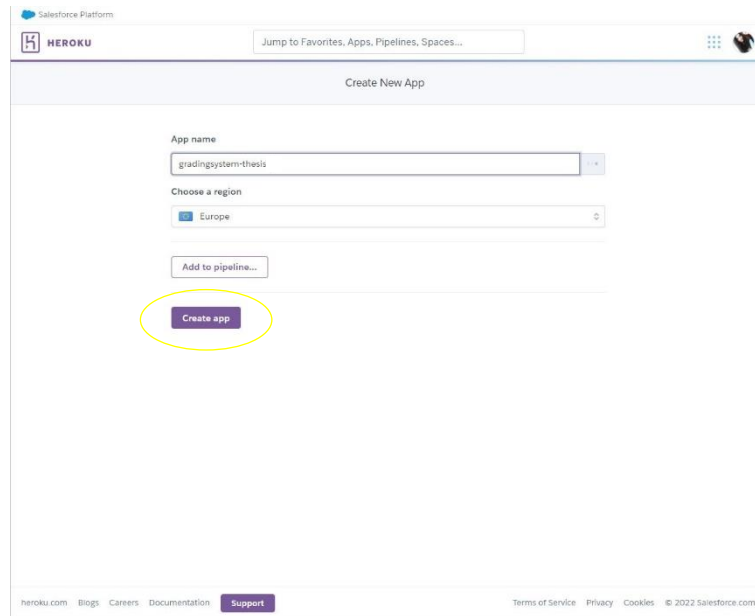 Salesforce Platform
HEROKU
Jump to Favorites, Apps, Pipelines, Spaces...
Create New App
App name
gradingsystem-thesis
Choose a region
Europe
Add to pipeline...
Create app
heroku.com Blogs Careers Documentation Support Terms of Service Privacy Cookies © 2022 Salesforce.com